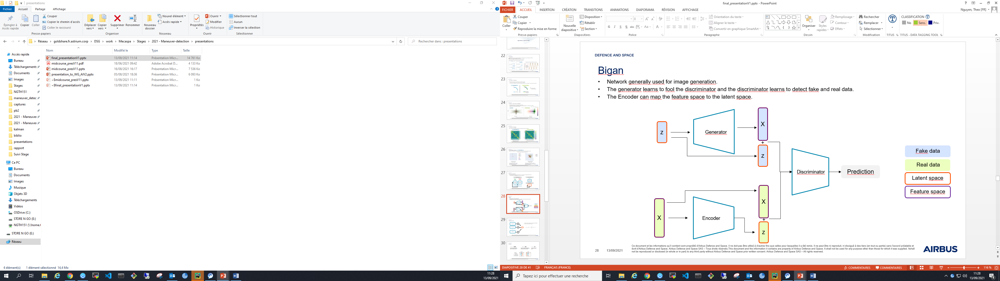 presentations
Fichier Accueil Partage Affichage
Épingler à Accès rapide
Copier
Coller
Couper
Copier le chemin d'accès
Coller le raccourci
Presse-papiers
Déplacer vers
Copier vers
Supprimer
Renommer
Organiser
Nouveau dossier
Nouvel élément
Accès rapide
Nouveau
Propriétés
Ouvrir
Modifier
Historique
Ouvrir
Sélectionner tout
Aucun
Inverser la sélection
Sélectionner
Réseau > goldshare.fr.astrium.corp > DSG > work > Mecaspa > Stages > 2021 - Maneuver-detection > presentations
Rechercher dans : presentations
Nom Modifié le Type Taille
final_presentationV1.pptx 13/09/2021 11:14 Présentation Micr... 14 761 Ko
midcourse_presV11.pdf 18/06/2021 09:42 Adobe Acrobat D... 4 133 Ko
midcourse_presV11.pptx 16/08/2021 16:17 Présentation Micr... 7 536 Ko
presentation_to_WG_AIV2.pptx 05/08/2021 18:36 Présentation Micr... 6 093 Ko
~$midcourse_presV11.pptx 13/09/2021 11:11 Présentation Micr... 1 Ko
~$final_presentationV1.pptx 13/09/2021 11:14 Présentation Micr... 1 Ko
Accès rapide
Bureau
Téléchargements
Documents
Images
Stages
NGTH151
maneuver_detec
captures
pb2
2021 - Maneuver
2021 - Maneuver
kalman
biblio
presentations
rapport
Suivi Stage
Ce PC
Bureau
Documents
Images
Musique
Objets 3D
Téléchargements
Vidéos
OSDrive (C:)
STORE N GO (E:)
NGTH151 (\\home.t
STORE N GO (E:)
Réseau
6 élément(s) 1 élément sélectionné 14,4 Mo
11:28
13/09/2021
final_presentationV1.pptx - PowerPoint
FICHIER ACCUEIL INSERTION CRÉATION TRANSITIONS ANIMATIONS DIAPORAMA RÉVISION AFFICHAGE
Nguyen, Theo [FR]
Coller
Couper
Copier
Reproduire la mise en forme
Presse-papiers
Nouvelle diapositive
Disposition
Rétablir
Section
Diapositives
8
G I S S abc AV Aa A
Police
Orientation du texte
Aligner le texte
Convertir en graphique SmartArt
Paragraphe
Organiser
Styles rapides
Remplissage
Contour
Effets
Dessin
Rechercher
Remplacer
Sélectionner
Modification
TITUS
CLASSIFICATION
No Sens. Priv.
TITUS - DATA TAGGING TOOL
22
23
24
25
26
27
28
29
30
DEFENCE AND SPACE
Bigan
• Network generally used for image generation.
• The generator learns to fool the discriminator and the discriminator learns to detect fake and real data.
• The Encoder can map the feature space to the latent space.
z
Generator
X
+
z
Discriminator
Prediction
X
Encoder
X
+
z
Fake data
Real data
Latent space
Feature space
28 13/09/2021
Ce document et les informations qu'il contient sont propriété d'Airbus Defence and Space. Il ne doit pas être utilisé à d'autres fins que celles pour lesquelles il a été remis. Il ne peut être ni reproduit, ni divulgué à des tiers (en tout ou partie) sans l'accord préalable et
écrit d'Airbus Defence and Space. Airbus Defence and Space SAS – Tous droits réservés.This document and the information it contains are property of Airbus Defence and Space. It shall not be used for any purpose other than those for which it was supplied. Itshall
not be reproduced or disclosed (in whole or in part) to any third party without Airbus Defence and Space prior written consent. Airbus Defence and Space SAS – All rights reserved.
AIRBUS
DIAPOSITIVE 28 DE 41 FRANÇAIS (FRANCE)
COMMENTAIRES COMMENTAIRES 116 %
Tapez ici pour effectuer une recherche
11:28
13/09/2021